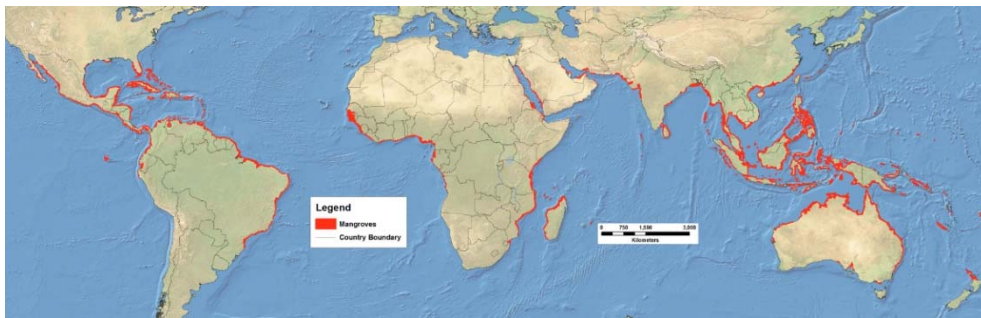 Legend
Mangroves
Country Boundary
0 750 1,500 3,000
Kilometers